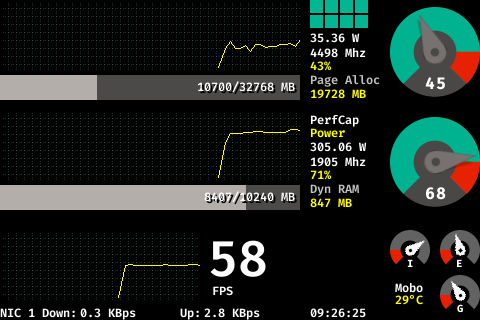 35.36 W
4498 Mhz
43%
Page Alloc
19728 MB
10700/32768 MB
45
PerfCap
Power
305.06 W
1905 Mhz
71%
Dyn RAM
847 MB
8407/10240 MB
68
58
FPS
I
E
Mobo
29°C
G
NIC 1 Down: 0.3 KBps Up: 2.8 KBps 09:26:25